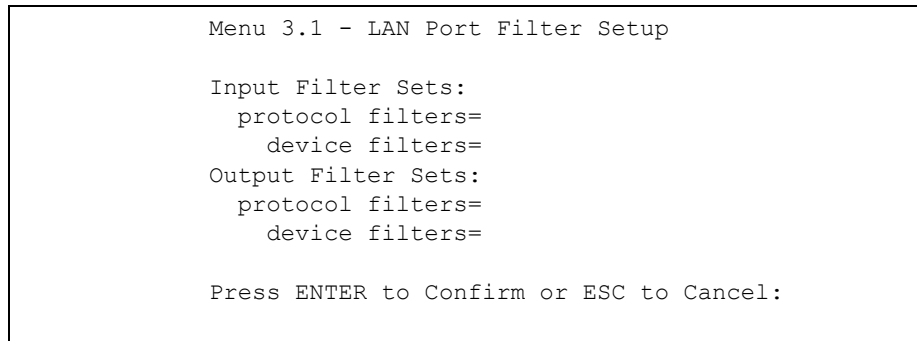 Menu 3.1 - LAN Port Filter Setup
Input Filter Sets:
protocol filters=
device filters=
Output Filter Sets:
protocol filters=
device filters=
Press ENTER to Confirm or ESC to Cancel: